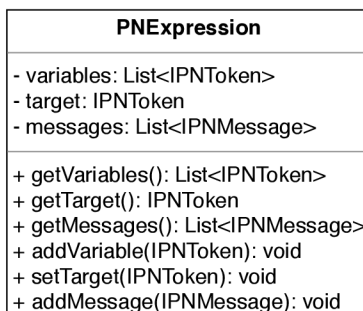 PNExpression
- variables: List<IPNToken>
- target: IPNToken
- messages: List<IPNMessage>
+ getVariables(): List<IPNToken>
+ getTarget(): IPNToken
+ getMessages(): List<IPNMessage>
+ addVariable(IPNToken): void
+ setTarget(IPNToken): void
+ addMessage(IPNMessage): void